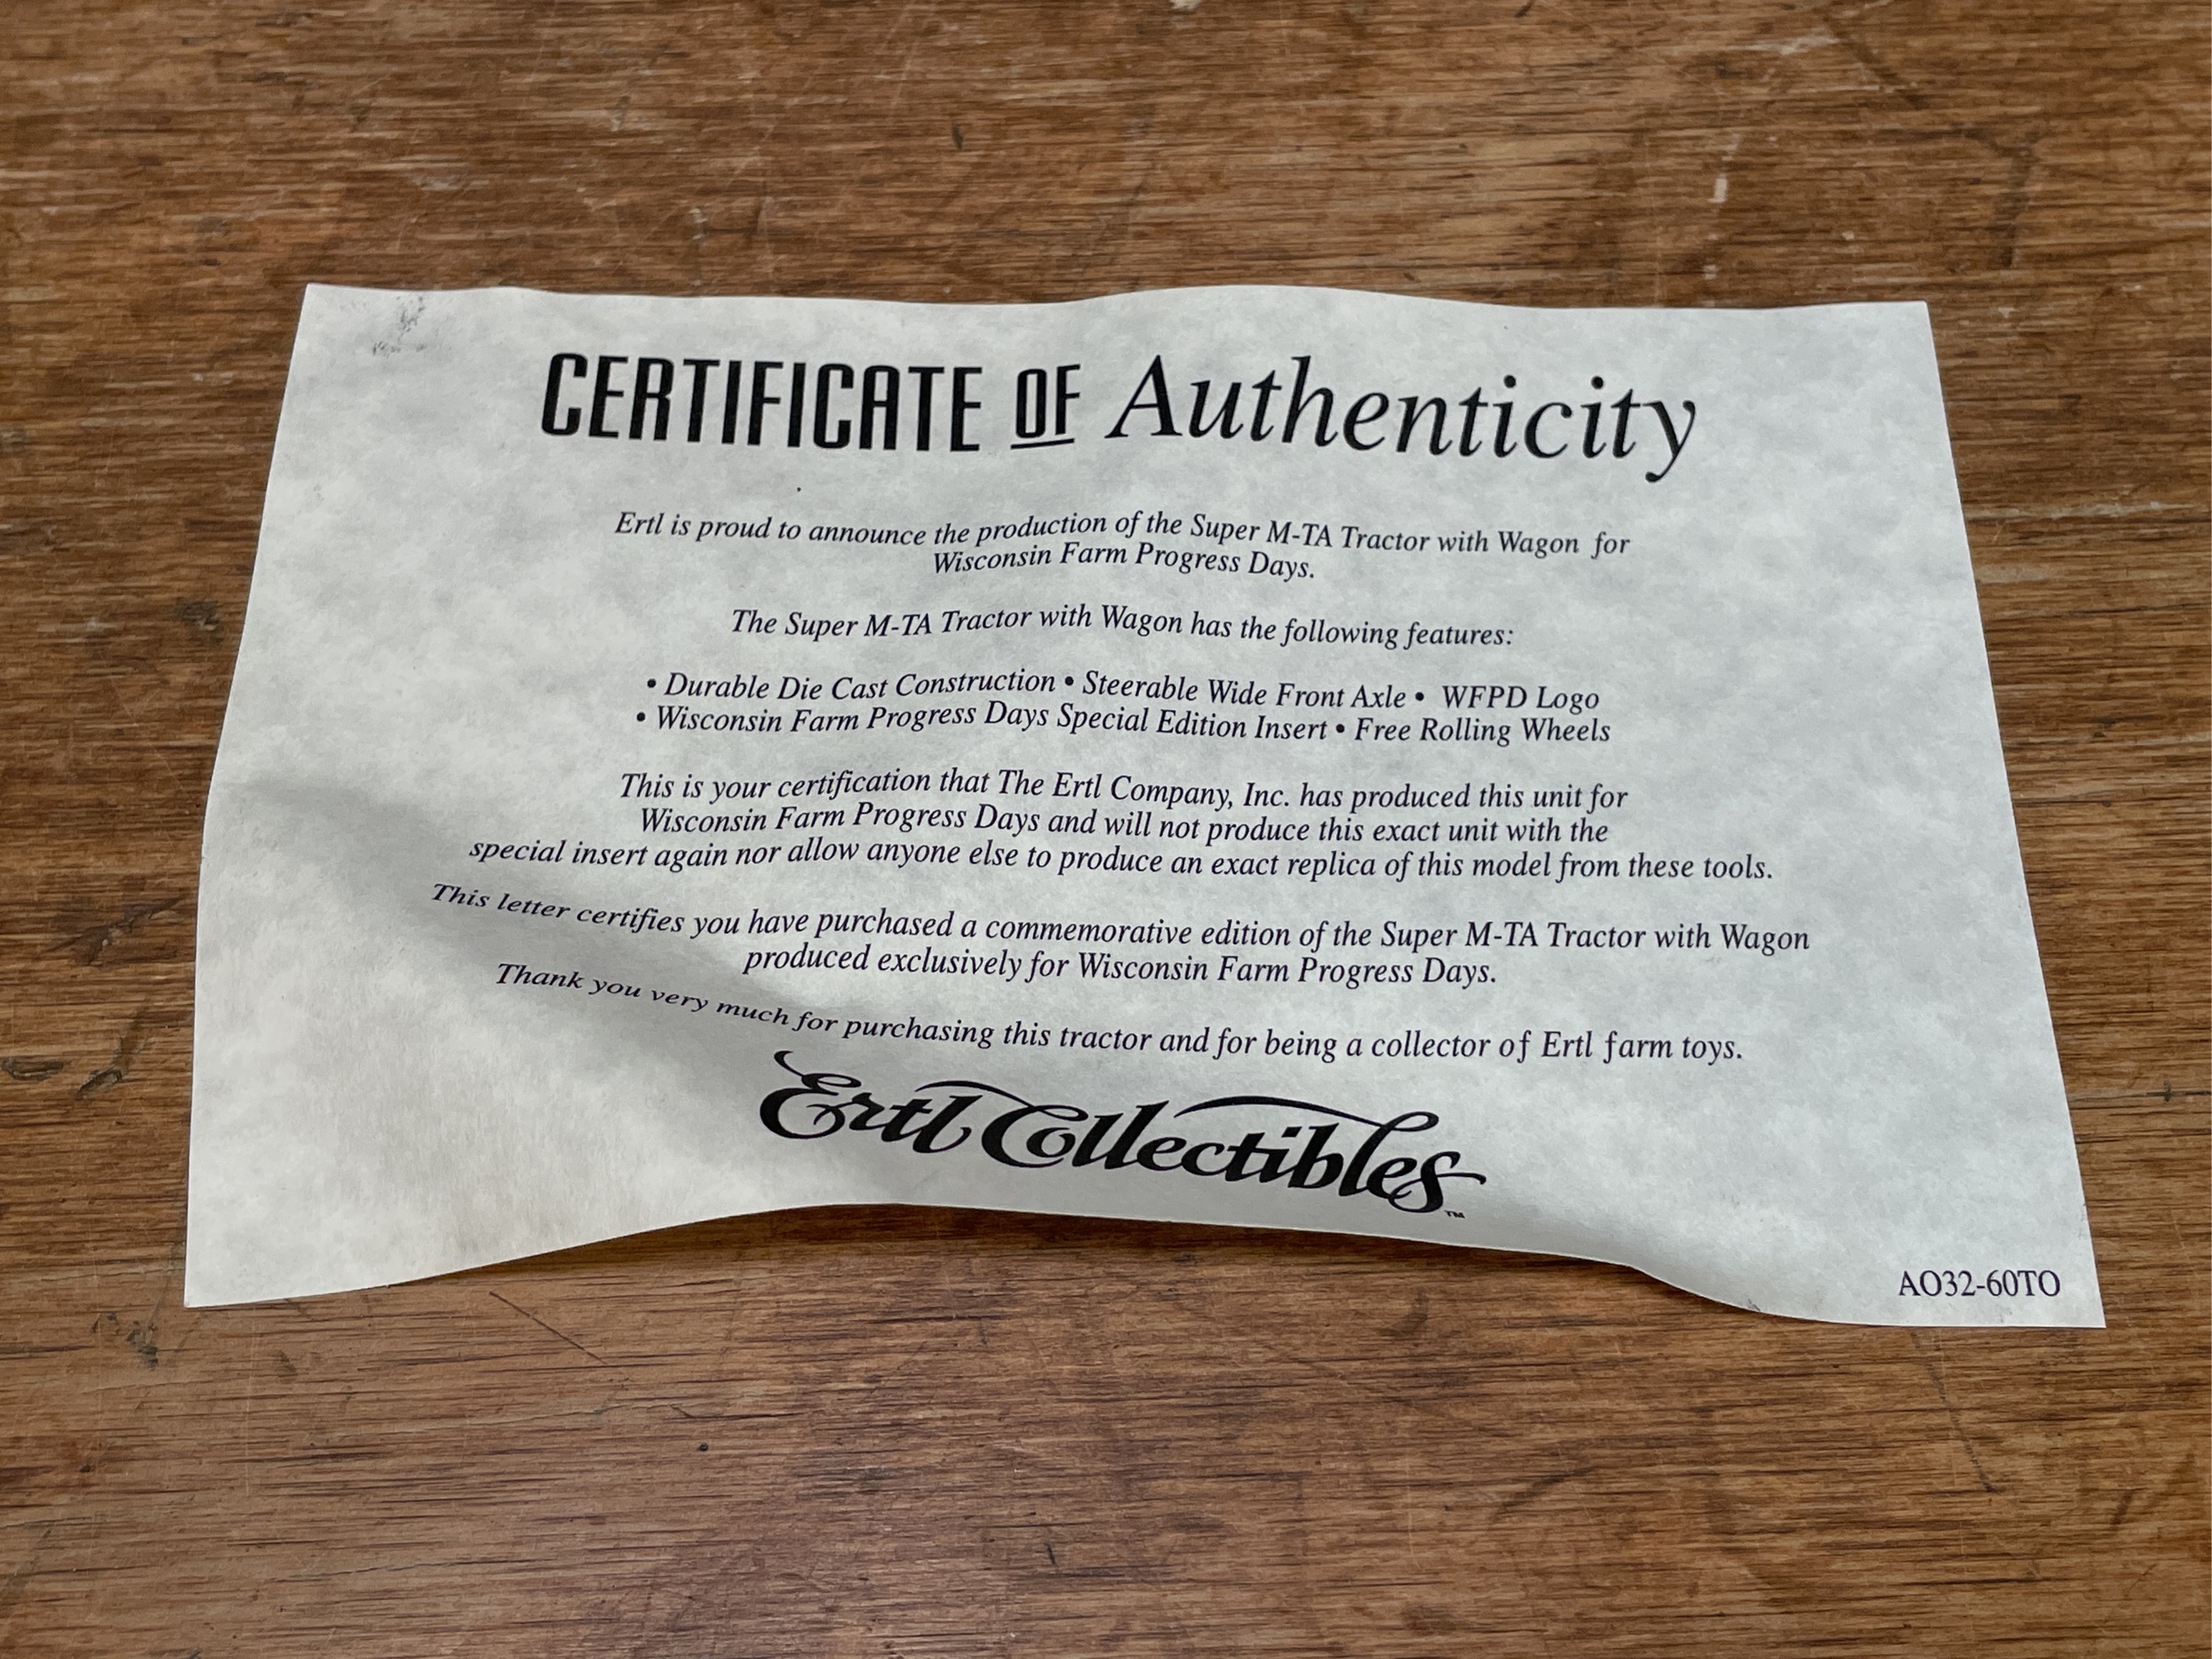 CERTIFICATE OF Authenticity
Ertl is proud to announce the production of the Super M-TA Tractor with Wagon for
Wisconsin Farm Progress Days.
The Super M-TA Tractor with Wagon has the following features:
• Durable Die Cast Construction • Steerable Wide Front Axle • WFPD Logo
• Wisconsin Farm Progress Days Special Edition Insert • Free Rolling Wheels
This is your certification that The Ertl Company, Inc. has produced this unit for
Wisconsin Farm Progress Days and will not produce this exact unit with the
special insert again nor allow anyone else to produce an exact replica of this model from these tools.
This letter certifies you have purchased a commemorative edition of the Super M-TA Tractor with Wagon
produced exclusively for Wisconsin Farm Progress Days.
Thank you very much for purchasing this tractor and for being a collector of Ertl farm toys.
Ertl Collectibles™
AO32-60TO